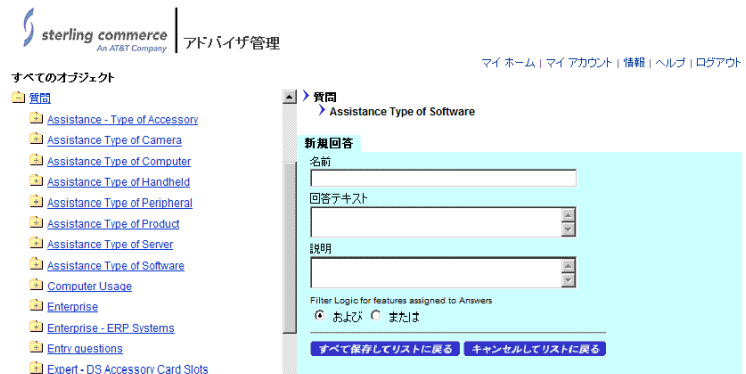 sterling commerce
An AT&T Company
アドバイザ管理
マイ ホーム | マイ アカウント | 情報 | ヘルプ | ログアウト
すべてのオブジェクト
質問
Assistance - Type of Accessory
Assistance Type of Camera
Assistance Type of Computer
Assistance Type of Handheld
Assistance Type of Peripheral
Assistance Type of Product
Assistance Type of Server
Assistance Type of Software
Computer Usage
Enterprise
Enterprise - ERP Systems
Entry questions
Expert - DS Accessory Card Slots
質問
Assistance Type of Software
新規回答
名前
回答テキスト
説明
Filter Logic for features assigned to Answers
および または
すべて保存してリストに戻る キャンセルしてリストに戻る